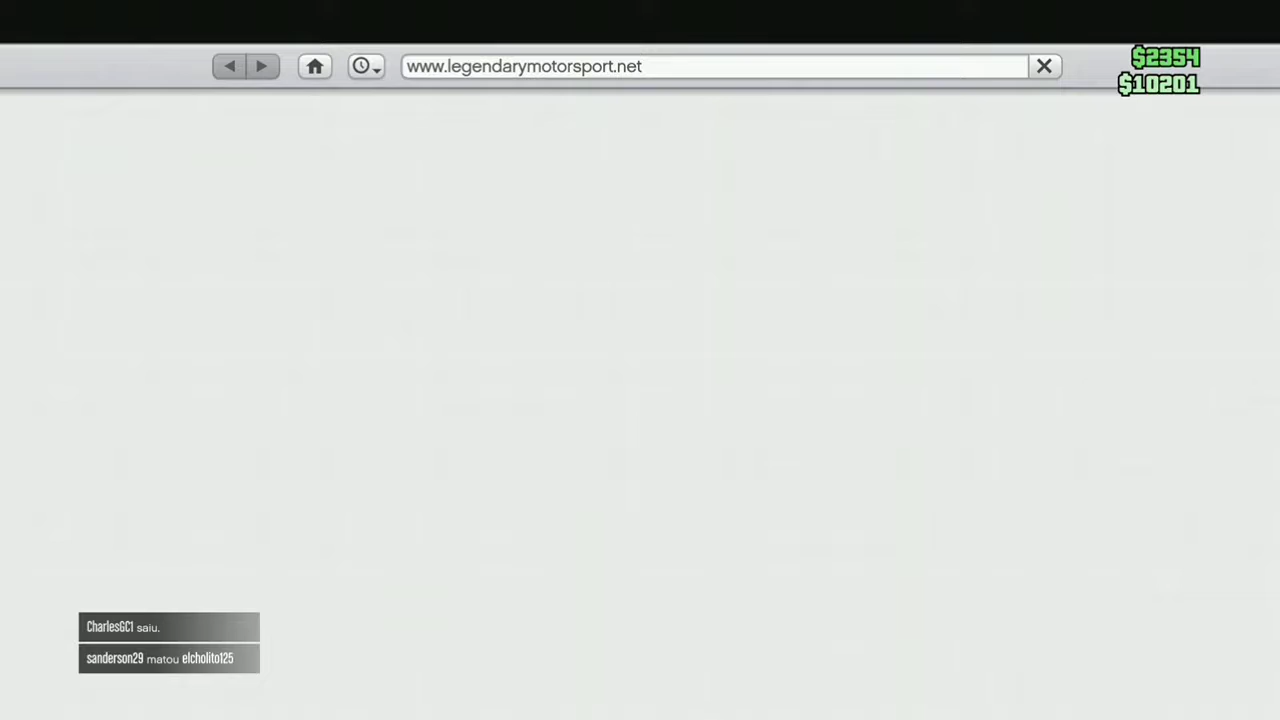 www.legendarymotorsport.net
$2354
$10201
CharlesGC1 saiu.
sanderson29 matou elcholito125